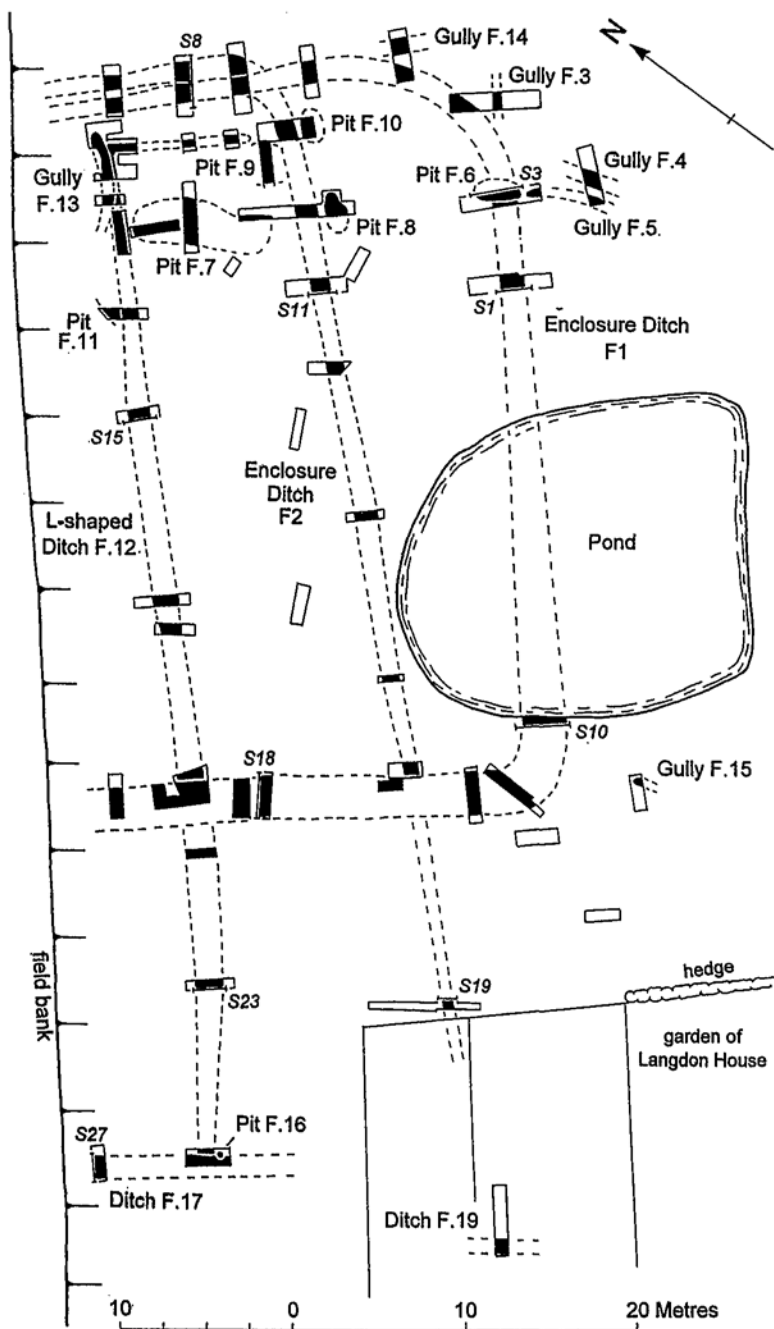 S8
Gully F.14
N
Gully F.3
Pit F.10
Pit F.9
Pit F.6
S3
Gully F.4
Gully
F.13
Gully F.5
Pit F.8
Pit F.7
S11
S1
Pit
F.11
Enclosure Ditch
F1
S15
Enclosure
Ditch
F2
L-shaped
Ditch F.12
Pond
S10
S18
Gully F.15
S19
hedge
field bank
S23
garden of
Langdon House
Pit F.16
S27
Ditch F.17
Ditch F.19
10 0 10 20 Metres